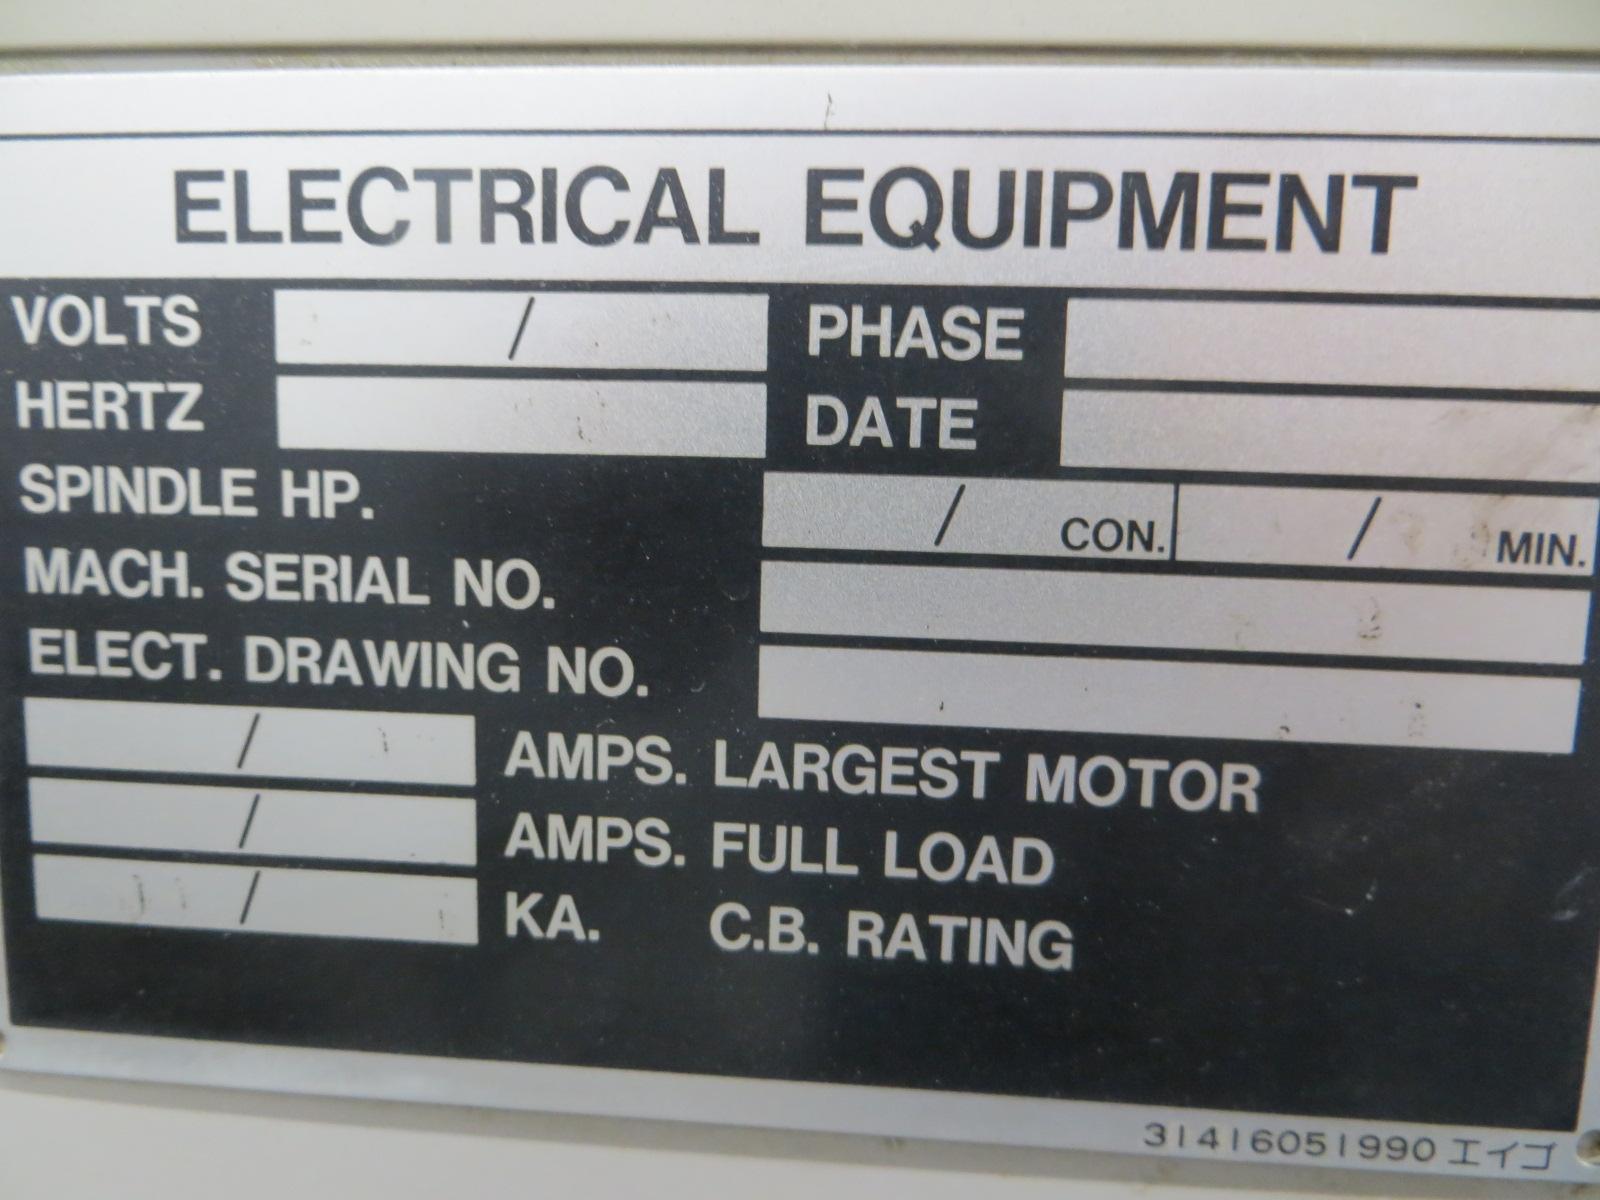 ELECTRICAL EQUIPMENT
VOLTS / PHASE
HERTZ DATE
SPINDLE HP. / CON. / MIN.
MACH. SERIAL NO.
ELECT. DRAWING NO.
/ AMPS. LARGEST MOTOR
/ AMPS. FULL LOAD
/ KA. C.B. RATING
31416051990 エイゴ